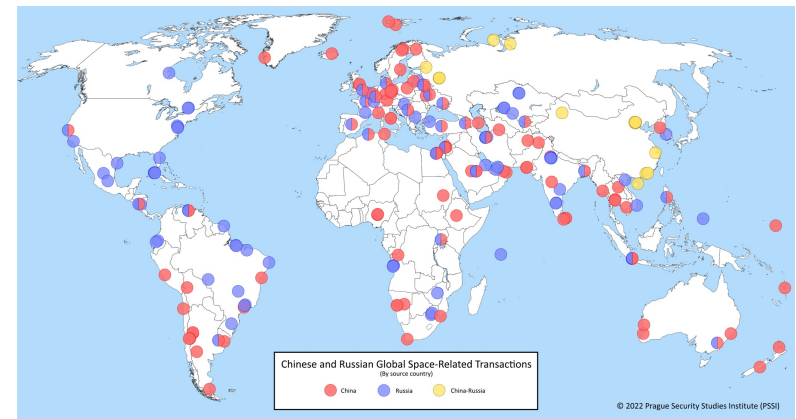 Chinese and Russian Global Space-Related Transactions
(By source country)
China
Russia
China-Russia
© 2022 Prague Security Studies Institute (PSSI)